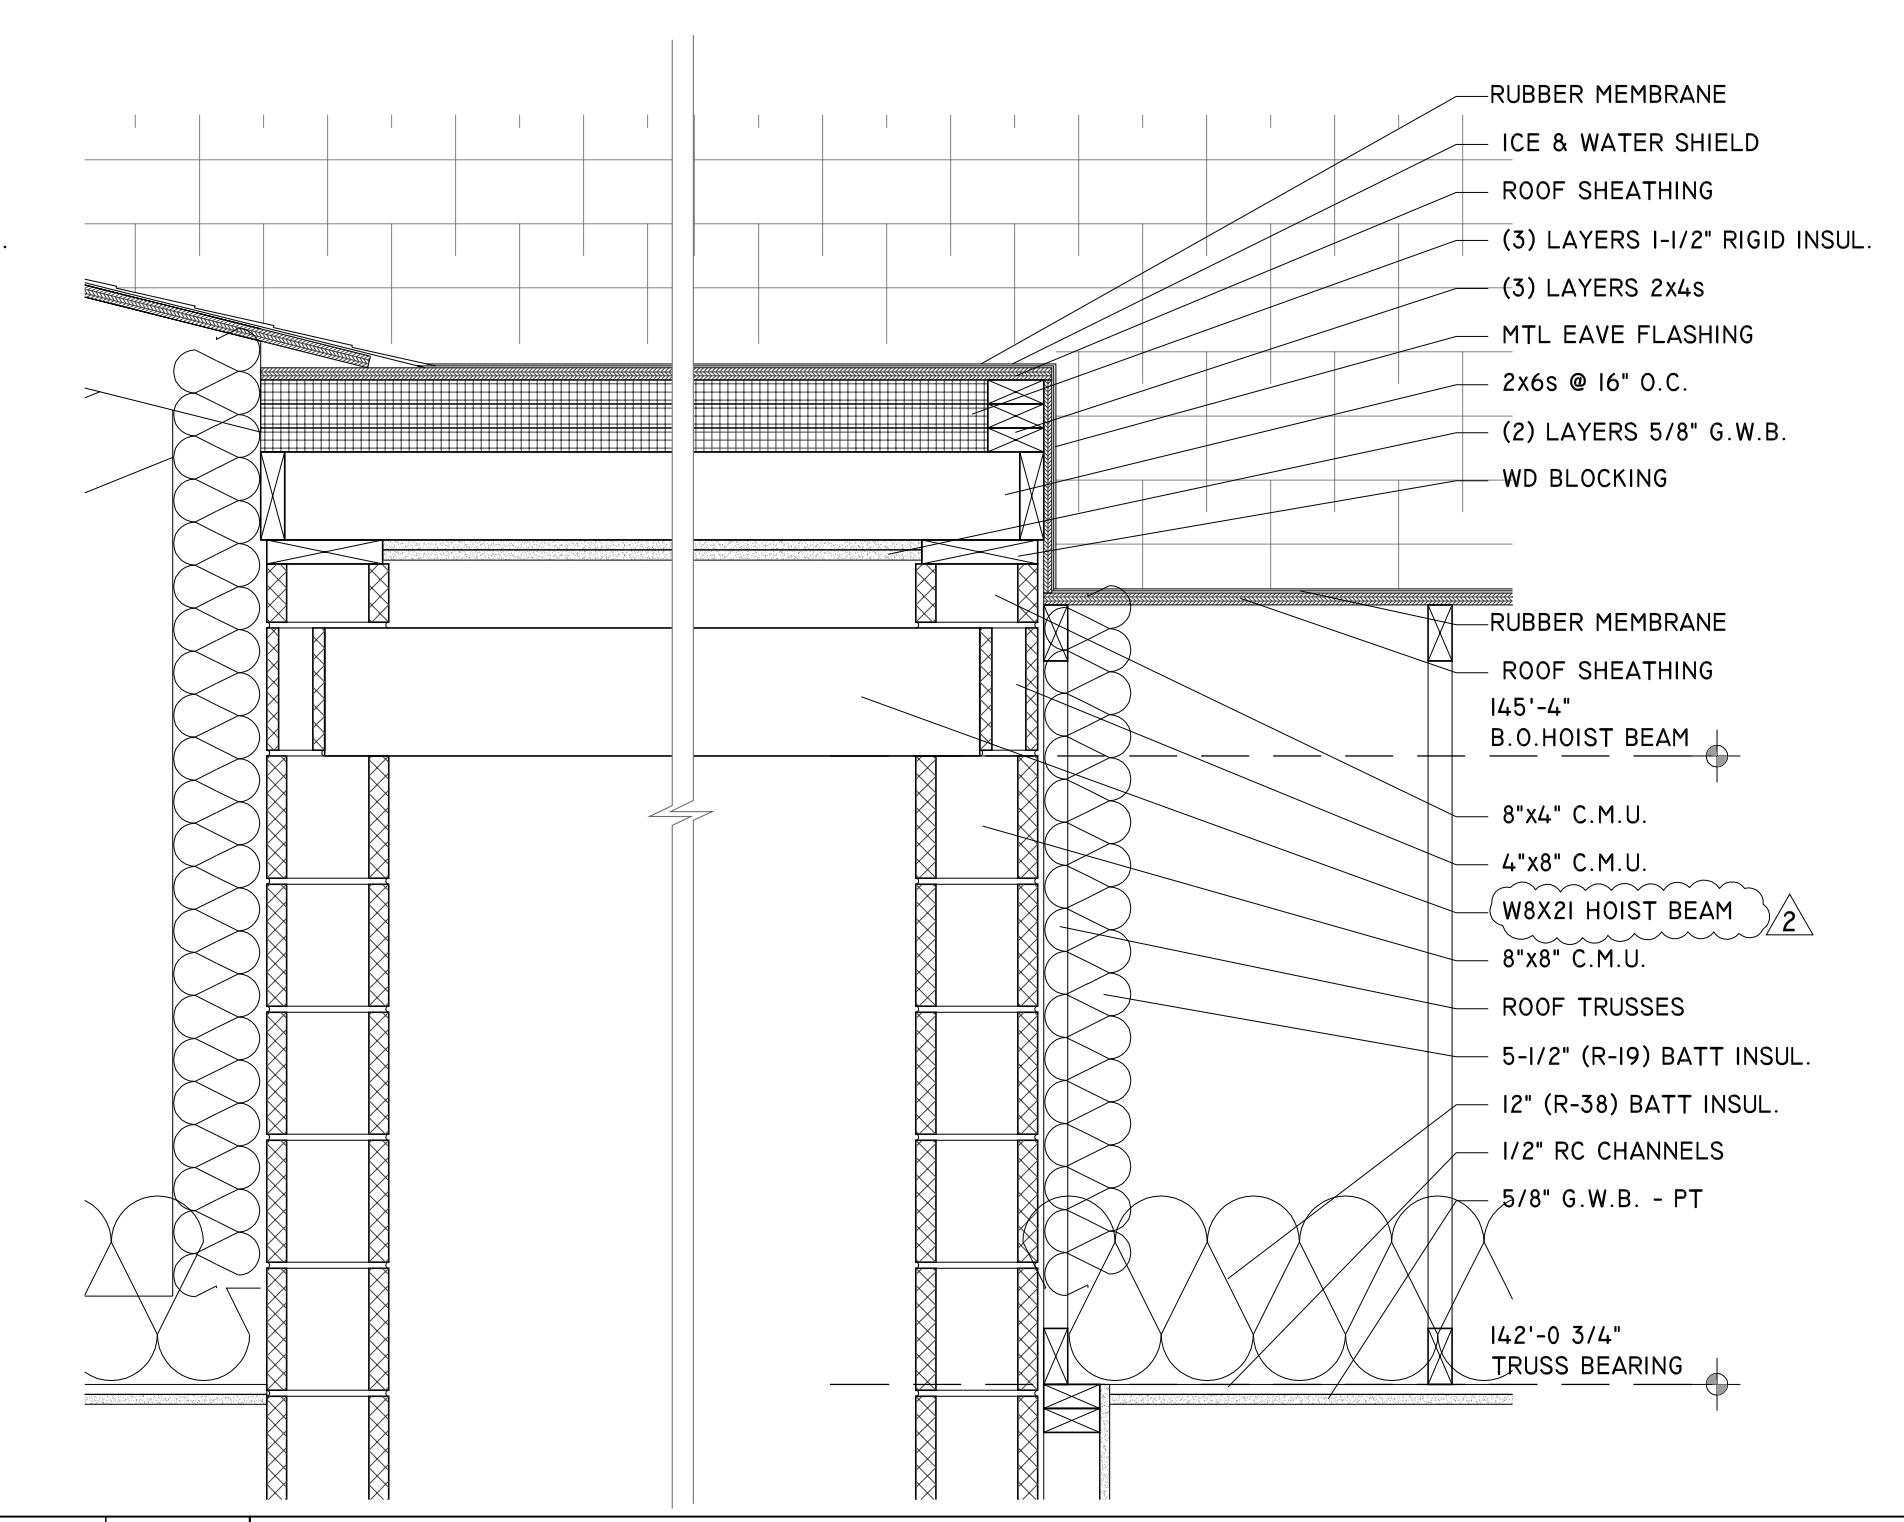 RUBBER MEMBRANE
ICE & WATER SHIELD
ROOF SHEATHING
(3) LAYERS 1-1/2" RIGID INSUL.
(3) LAYERS 2x4s
MTL EAVE FLASHING
2x6s @ 16" O.C.
(2) LAYERS 5/8" G.W.B.
WD BLOCKING
RUBBER MEMBRANE
ROOF SHEATHING
145'-4"
B.O.HOIST BEAM
8"x4" C.M.U.
4"x8" C.M.U.
W8X21 HOIST BEAM
2
8"x8" C.M.U.
ROOF TRUSSES
5-1/2" (R-19) BATT INSUL.
12" (R-38) BATT INSUL.
1/2" RC CHANNELS
5/8" G.W.B. - PT
142'-0 3/4"
TRUSS BEARING